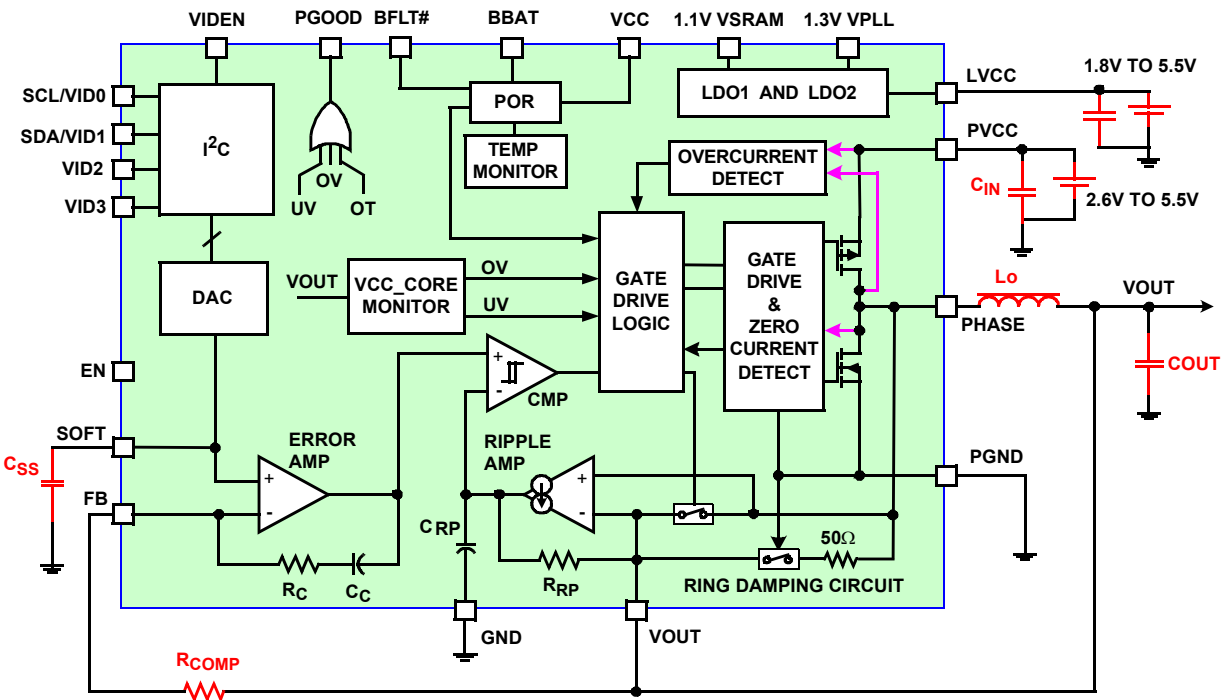 VIDEN
PGOOD
BFLT#
BBAT
VCC
1.1V VSRAM
1.3V VPLL
SCL/VID0
SDA/VID1
VID2
VID3
I2C
POR
TEMP
MONITOR
LDO1 AND LDO2
LVCC
1.8V TO 5.5V
OVERCURRENT
DETECT
PVCC
CIN
2.6V TO 5.5V
OV
UV
OT
DAC
VOUT
VCC_CORE
MONITOR
OV
UV
GATE
DRIVE
LOGIC
GATE
DRIVE
&
ZERO
CURRENT
DETECT
Lo
VOUT
PHASE
COUT
EN
+
-
CMP
SOFT
CSS
ERROR
AMP
+
-
RIPPLE
AMP
+
-
PGND
FB
CRP
50Ω
RC
CC
RRP
RING DAMPING CIRCUIT
GND
VOUT
RCOMP